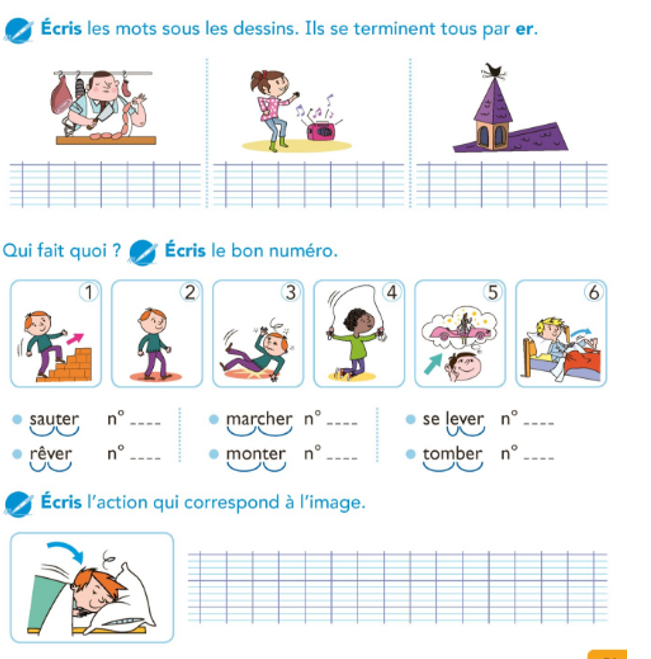 Écris les mots sous les dessins. Ils se terminent tous par er.
Qui fait quoi ? Écris le bon numéro.
1 2 3 4 5 6
sauter n° ____ marcher n° ____ se lever n° ____
rêver n° ____ monter n° ____ tomber n° ____
Écris l'action qui correspond à l'image.